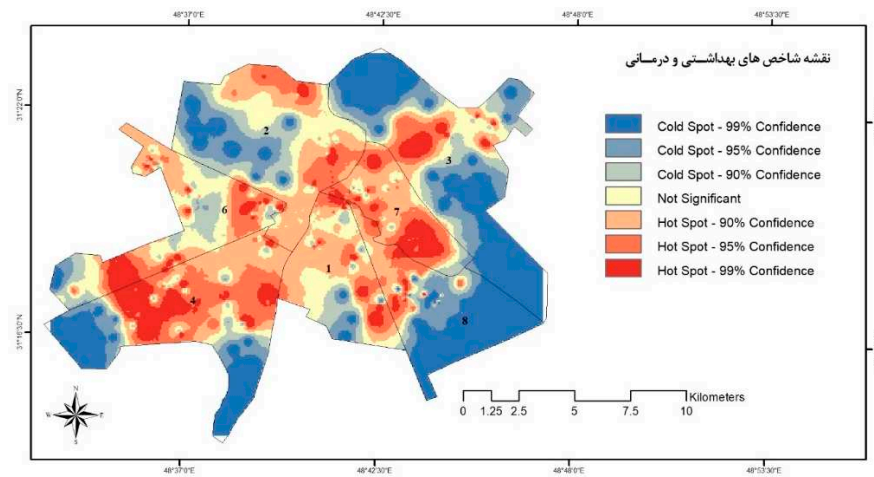 48°37'0"E 48°42'30"E 48°48'0"E 48°53'30"E
نقشه شاخص های بهداشتی و درمانی
31°22'0"N
2
3
Cold Spot - 99% Confidence
Cold Spot - 95% Confidence
Cold Spot - 90% Confidence
Not Significant
Hot Spot - 90% Confidence
Hot Spot - 95% Confidence
Hot Spot - 99% Confidence
6
7
1
4
8
31°16'30"N
N
W E
S
Kilometers
0 1.25 2.5 5 7.5 10
48°37'0"E 48°42'30"E 48°48'0"E 48°53'30"E